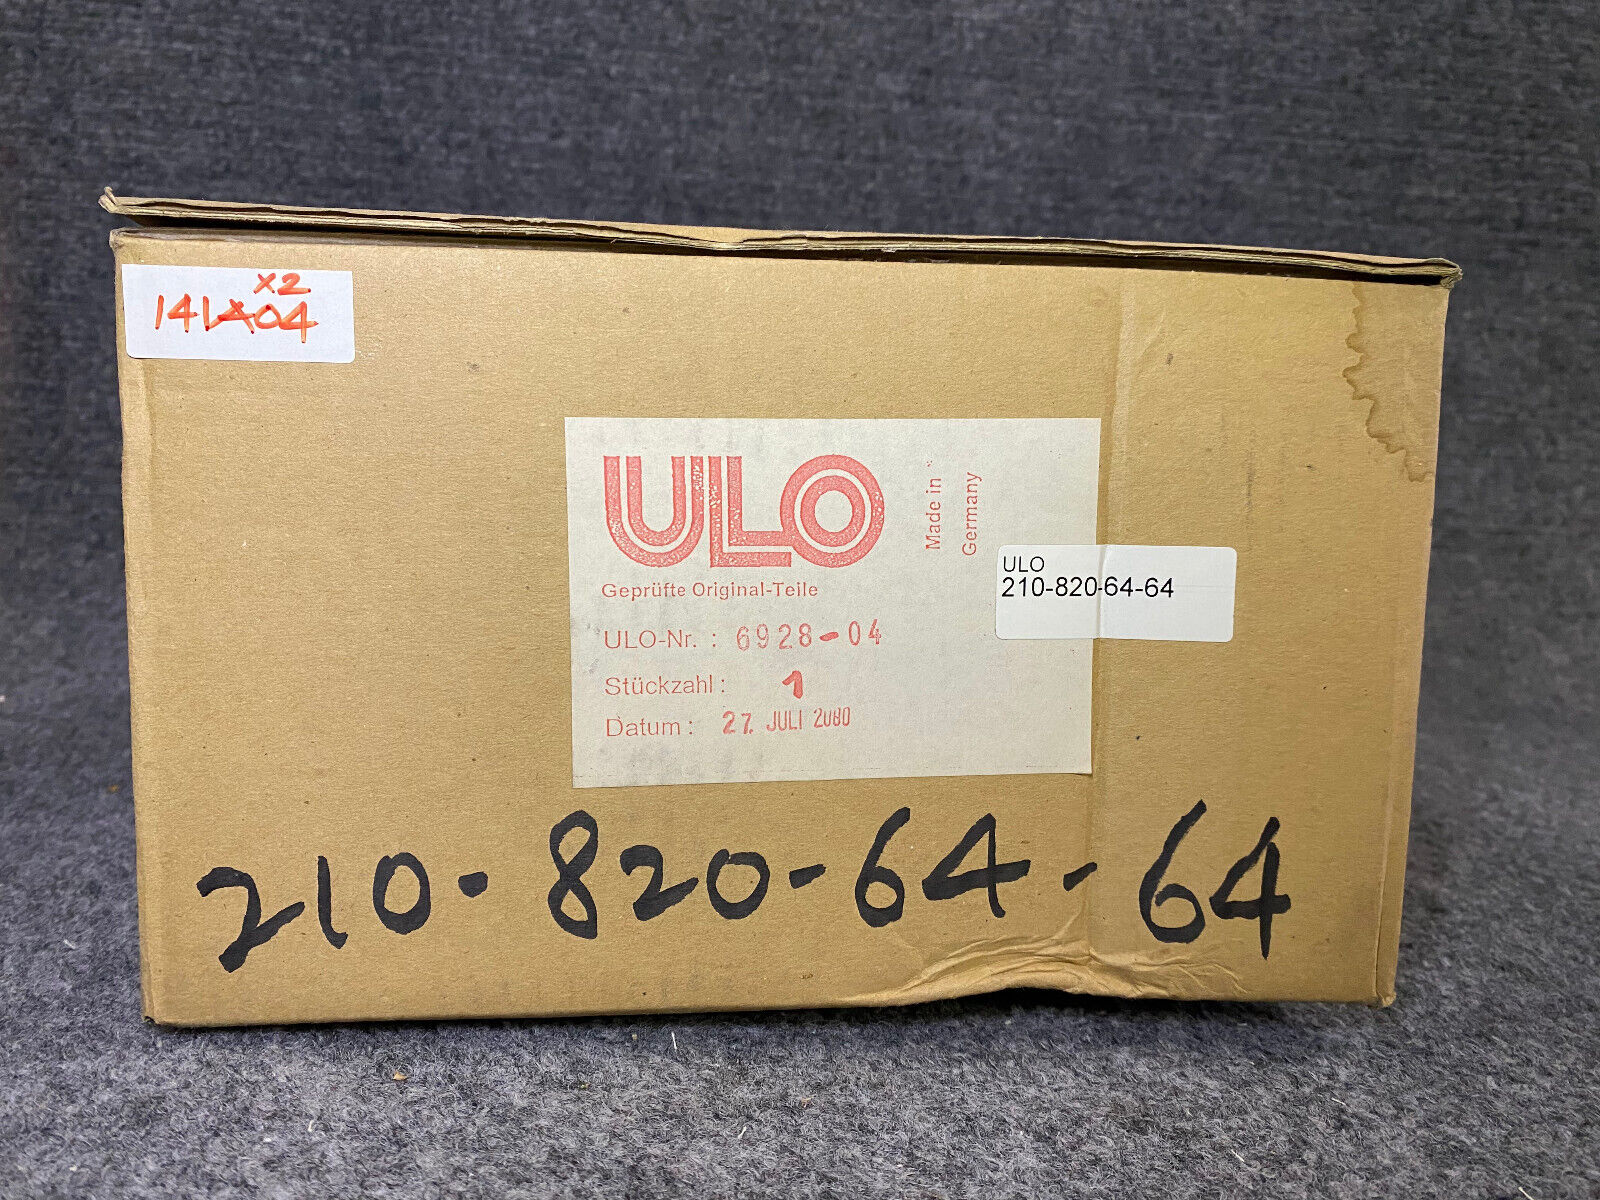 x2
141A04
ULO
Made in
Germany
Geprüfte Original-Teile
ULO-Nr. : 6928-04
Stückzahl : 1
Datum : 27. JULI 2000
ULO
210-820-64-64
210-820-64-64